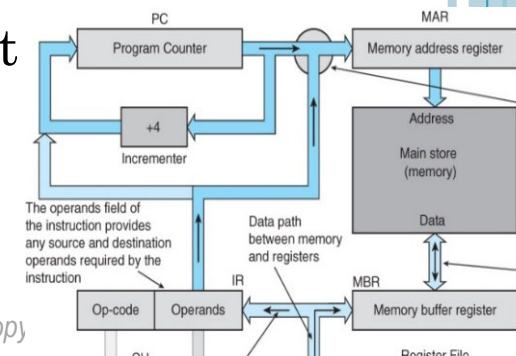 t
PC
MAR
Program Counter
Memory address register
+4
Incrementer
Address
Main store
(memory)
Data
The operands field of
the instruction provides
any source and destination
operands required by the
instruction
Data path
between memory
and registers
IR
MBR
Op-code
Operands
Memory buffer register
Register File